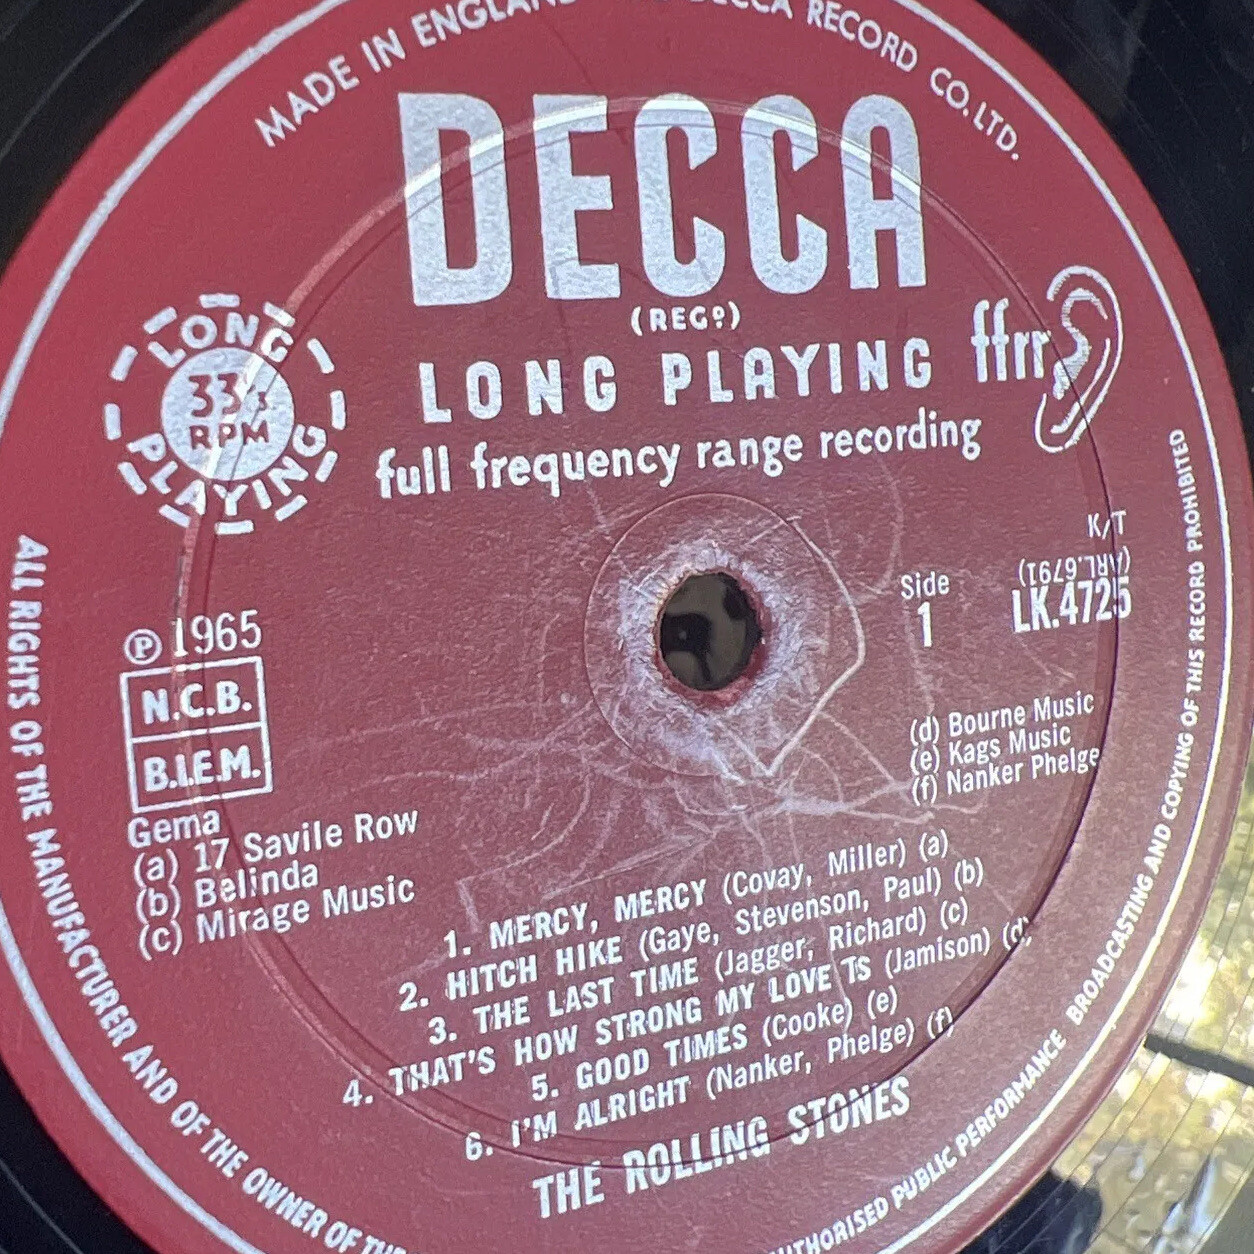 MADE IN ENGLAND DECCA RECORD CO. LTD.
DECCA
(REGD)
LONG PLAYING
ffrr
full frequency range recording
LONG
33⅓
RPM
PLAYING
K/T
(ARL.6791)
Side
1
LK.4725
℗ 1965
N.C.B.
B.I.E.M.
Gema
(a) 17 Savile Row
(b) Belinda
(c) Mirage Music
(d) Bourne Music
(e) Kags Music
(f) Nanker Phelge
1. MERCY, MERCY (Covay, Miller) (a)
2. HITCH HIKE (Gaye, Stevenson, Paul) (b)
3. THE LAST TIME (Jagger, Richard) (c)
4. THAT'S HOW STRONG MY LOVE IS (Jamison) (d)
5. GOOD TIMES (Cooke) (e)
6. I'M ALRIGHT (Nanker, Phelge) (f)
THE ROLLING STONES
ALL RIGHTS OF THE MANUFACTURER AND OF THE OWNER OF
PUBLIC PERFORMANCE BROADCASTING AND COPYING OF THIS RECORD PROHIBITED